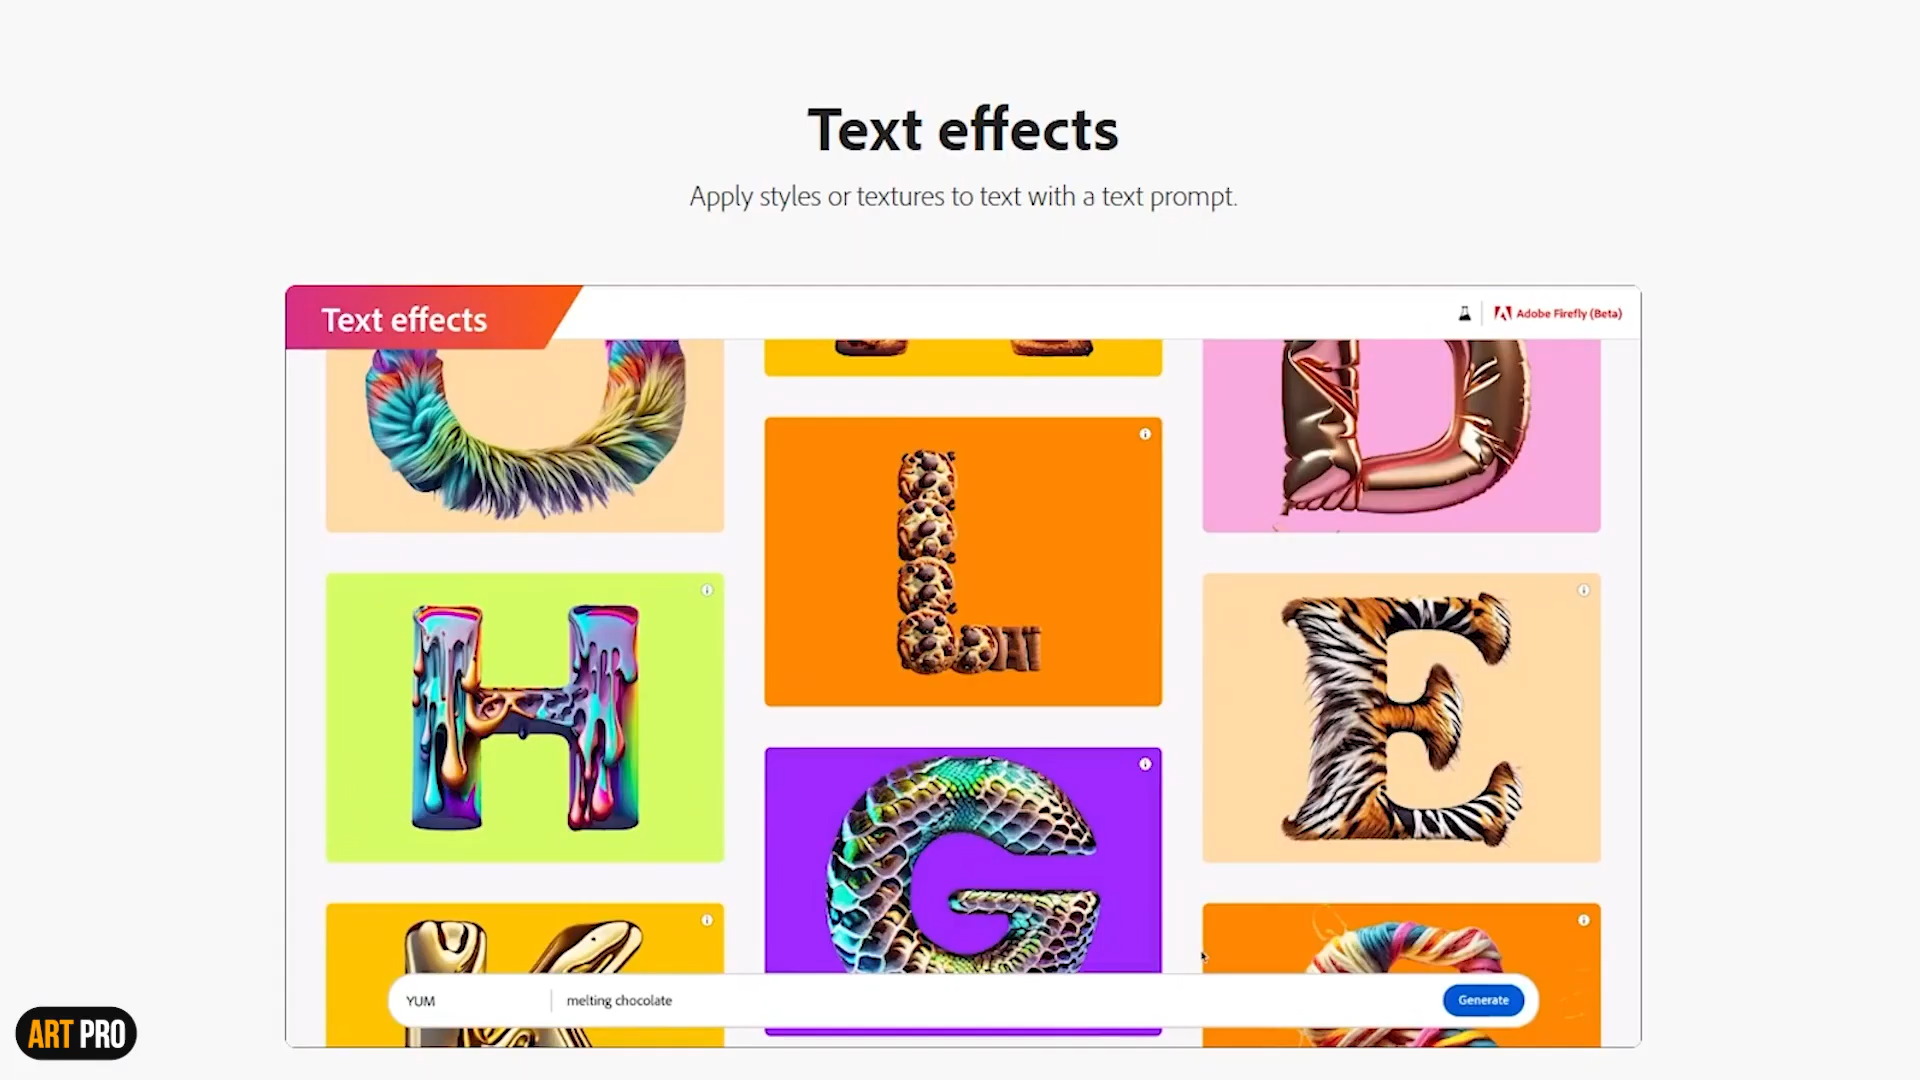 Text effects
Apply styles or textures to text with a text prompt.
Text effects
Adobe Firefly (Beta)
D
L
H
E
G
K
YUM
melting chocolate
Generate
ART PRO